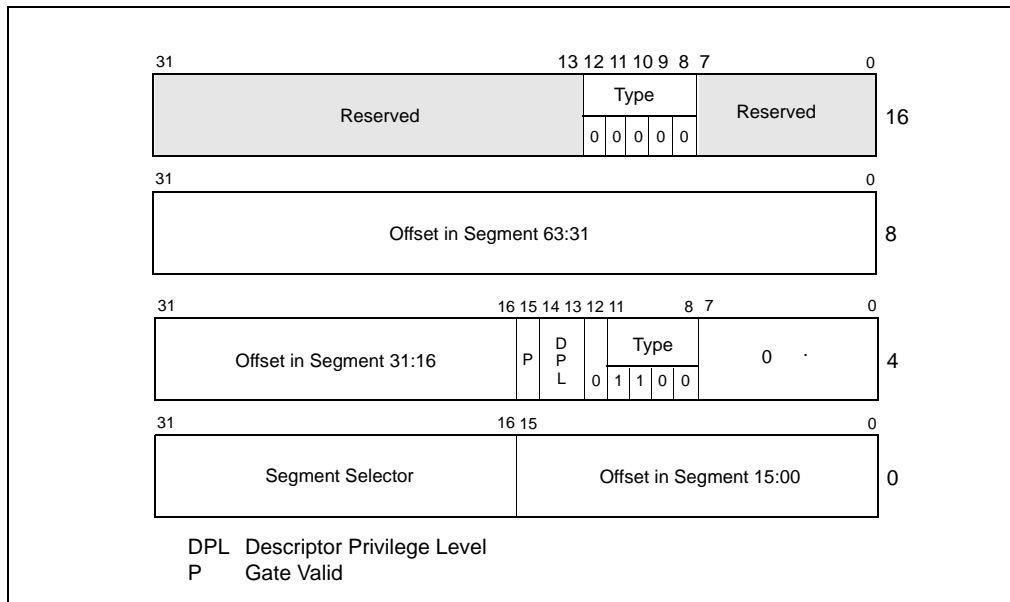 31 13 12 11 10 9 8 7 0
Type
Reserved Reserved 16
0 0 0 0 0
31 0
Offset in Segment 63:31 8
31 16 15 14 13 12 11 8 7 0
Offset in Segment 31:16 P D P L Type 0 . 4
0 1 1 0 0
31 16 15 0
Segment Selector Offset in Segment 15:00 0
DPL Descriptor Privilege Level
P Gate Valid